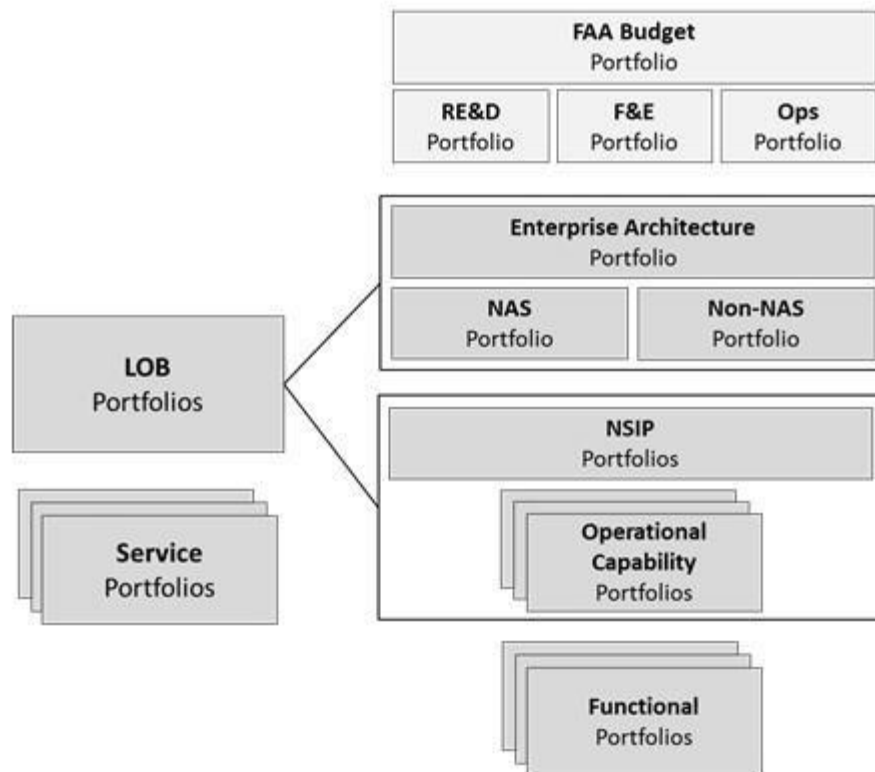 FAA Budget
Portfolio
RE&D
Portfolio
F&E
Portfolio
Ops
Portfolio
Enterprise Architecture
Portfolio
NAS
Portfolio
Non-NAS
Portfolio
LOB
Portfolios
NSIP
Portfolios
Service
Portfolios
Operational
Capability
Portfolios
Functional
Portfolios